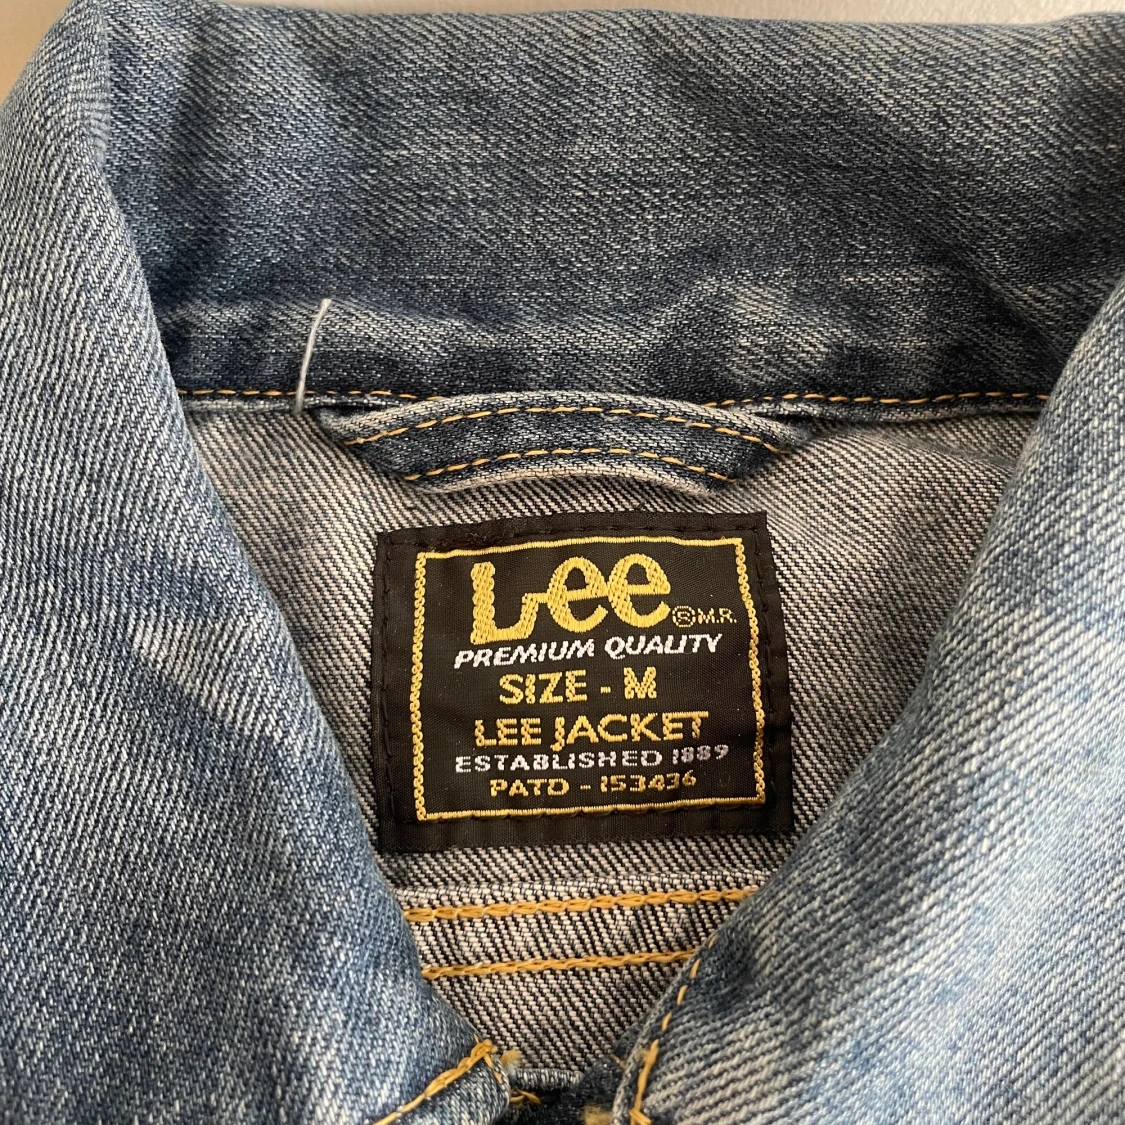 Lee ® M.R.
PREMIUM QUALITY
SIZE - M
LEE JACKET
ESTABLISHED 1889
PATD - 153436